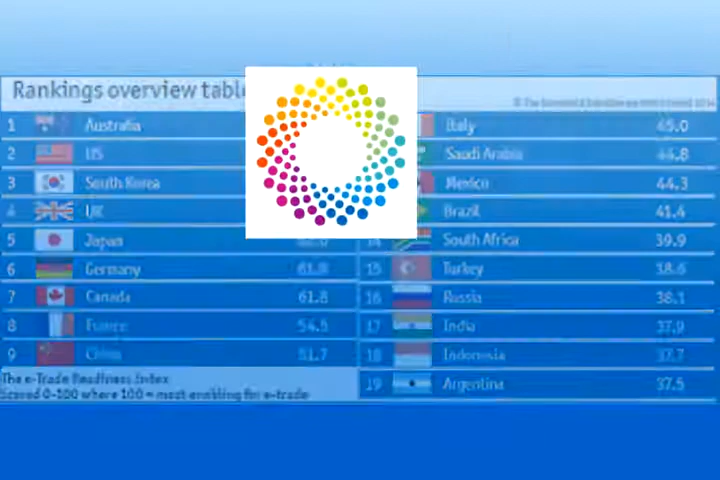 Rankings overview table
1 Australia
2 US
3 South Korea
4 UK
5 Japan
6 Germany 61.8
7 Canada 61.8
8 France 54.5
9 China 51.7
The e-Trade Readiness Index
Scored 0-100 where 100 = most enabling for e-trade
Italy 45.0
Saudi Arabia 44.8
Mexico 44.3
Brazil 41.4
14 South Africa 39.9
15 Turkey 38.6
16 Russia 38.1
17 India 37.9
18 Indonesia 37.7
19 Argentina 37.5